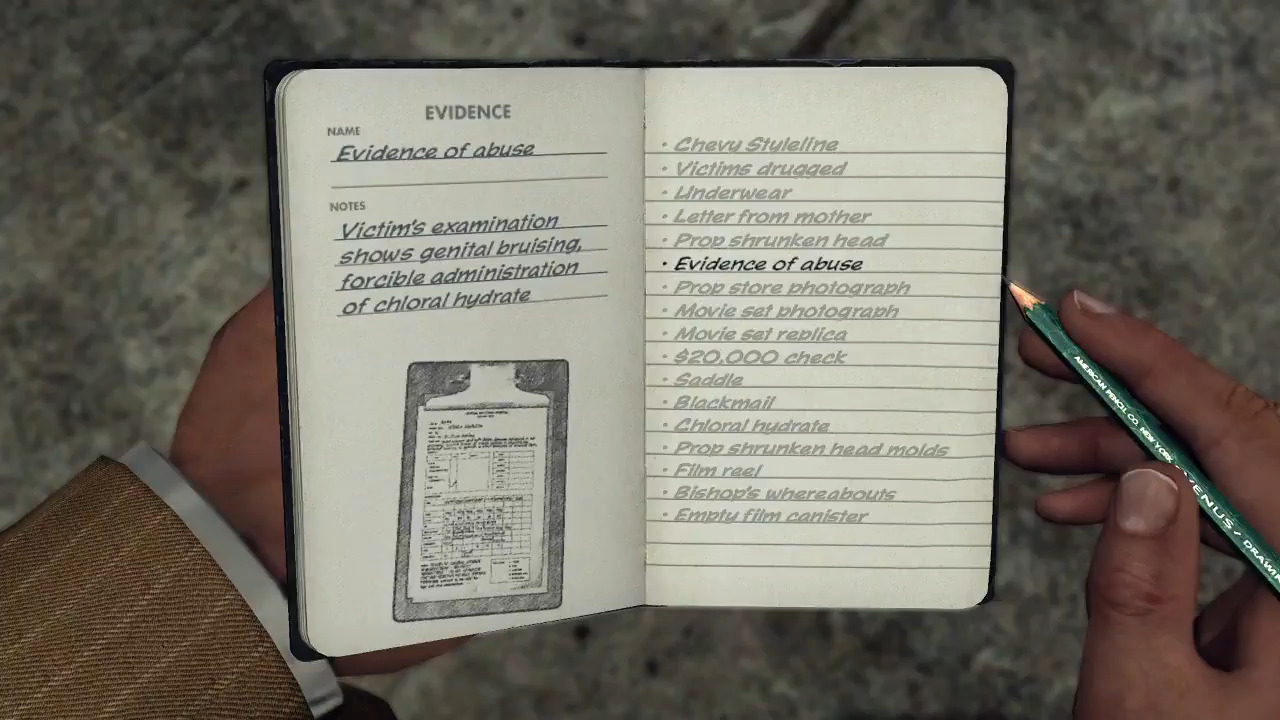 EVIDENCE
NAME
Evidence of abuse
NOTES
Victim's examination
shows genital bruising,
forcible administration
of chloral hydrate
• Chevy Styleline
• Victims drugged
• Underwear
• Letter from mother
• Prop shrunken head
• Evidence of abuse
• Prop store photograph
• Movie set photograph
• Movie set replica
• $20,000 check
• Saddle
• Blackmail
• Chloral hydrate
• Prop shrunken head molds
• Film reel
• Bishop's whereabouts
• Empty film canister
AMERICAN PENCIL CO. NEW YORK VENUS DRAWIN